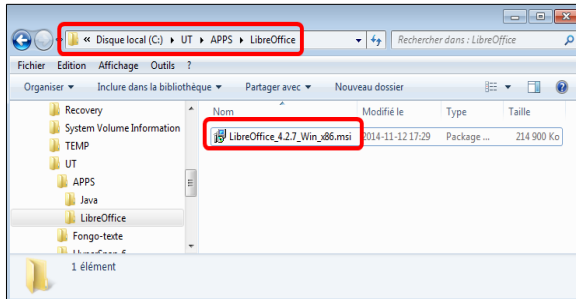 « Disque local (C:) ▸ UT ▸ APPS ▸ LibreOffice
Rechercher dans : LibreOffice
Fichier Edition Affichage Outils ?
Organiser Inclure dans la bibliothèque Partager avec Nouveau dossier
Recovery
System Volume Information
TEMP
UT
APPS
Java
LibreOffice
Fongo-texte
HyperSnap 6
Nom Modifié le Type Taille
LibreOffice_4.2.7_Win_x86.msi 2014-11-12 17:29 Package ... 214 900 Ko
1 élément